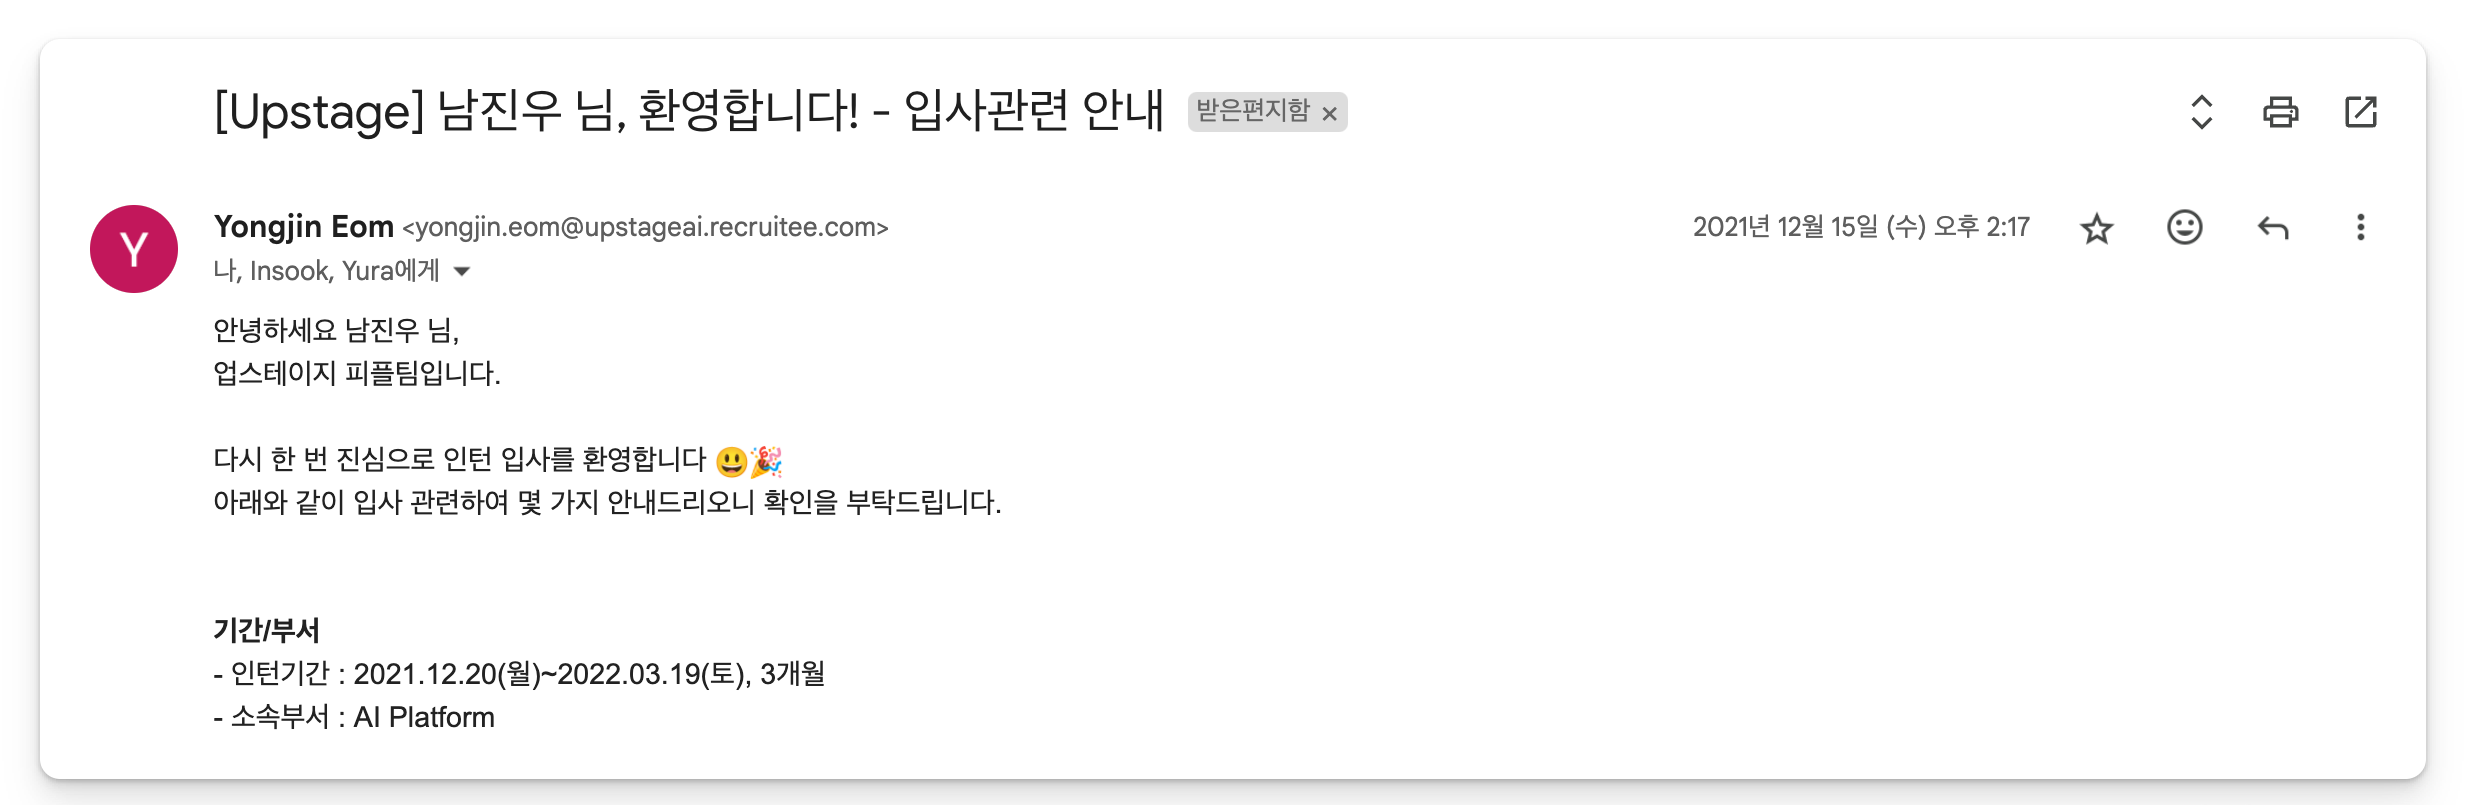 [Upstage] 남진우 님, 환영합니다! - 입사관련 안내 받은편지함 ×
Yongjin Eom <yongjin.eom@upstageai.recruitee.com> 2021년 12월 15일 (수) 오후 2:17
나, Insook, Yura에게
Y
안녕하세요 남진우 님,
업스테이지 피플팀입니다.
다시 한 번 진심으로 인턴 입사를 환영합니다 😃🎉
아래와 같이 입사 관련하여 몇 가지 안내드리오니 확인을 부탁드립니다.
기간/부서
- 인턴기간 : 2021.12.20(월)~2022.03.19(토), 3개월
- 소속부서 : AI Platform